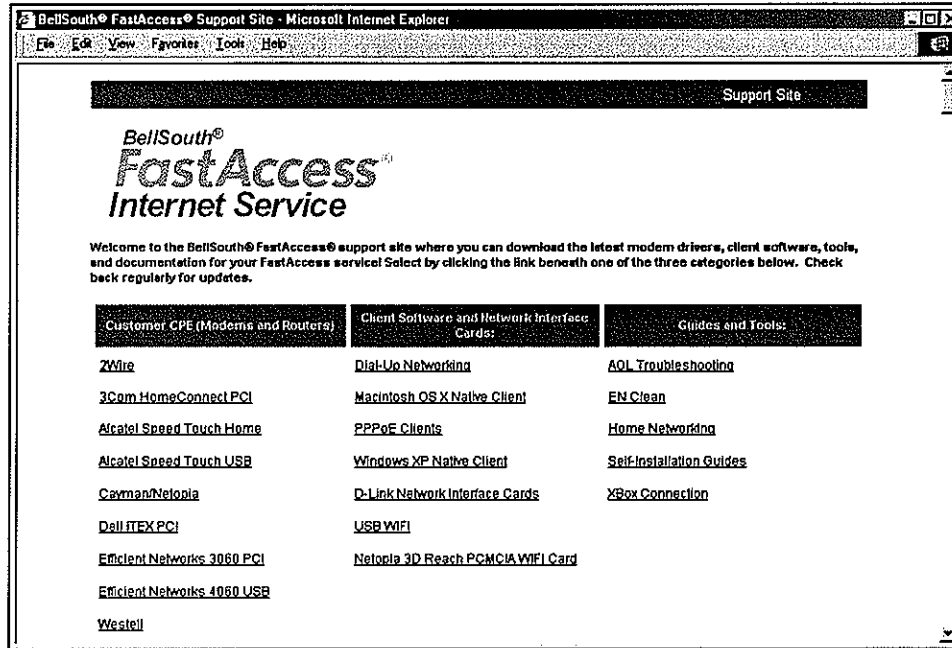 BellSouth® FastAccess® Support Site - Microsoft Internet Explorer
File Edit View Favorites Tools Help
Support Site
BellSouth®
FastAccess®
Internet Service
Welcome to the BellSouth® FastAccess® support site where you can download the latest modem drivers, client software, tools,
and documentation for your FastAccess service! Select by clicking the link beneath one of the three categories below. Check
back regularly for updates.
Customer CPE (Modems and Routers)
2Wire
3Com HomeConnect PCI
Alcatel Speed Touch Home
Alcatel Speed Touch USB
Cayman/Netopia
Dell ITEX PCI
Efficient Networks 3060 PCI
Efficient Networks 4060 USB
Westell
Client Software and Network Interface
Cards:
Dial-Up Networking
Macintosh OS X Native Client
PPPoE Clients
Windows XP Native Client
D-Link Network Interface Cards
USB WIFI
Netopia 3D Reach PCMCIA WIFI Card
Guides and Tools:
AOL Troubleshooting
EN Clean
Home Networking
Self-Installation Guides
XBox Connection